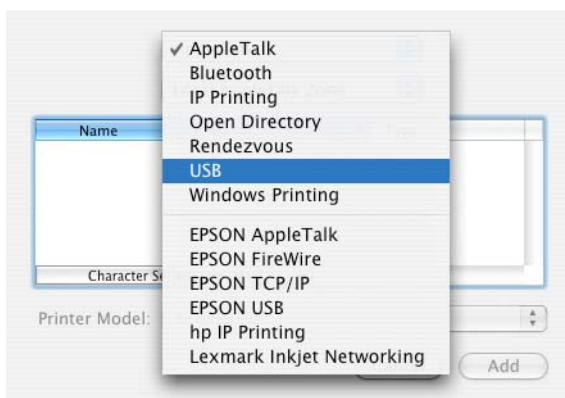 AppleTalk
Bluetooth
IP Printing
Open Directory
Rendezvous
USB
Windows Printing
EPSON AppleTalk
EPSON FireWire
EPSON TCP/IP
EPSON USB
hp IP Printing
Lexmark Inkjet Networking
Name
Character
Printer Model:
Add